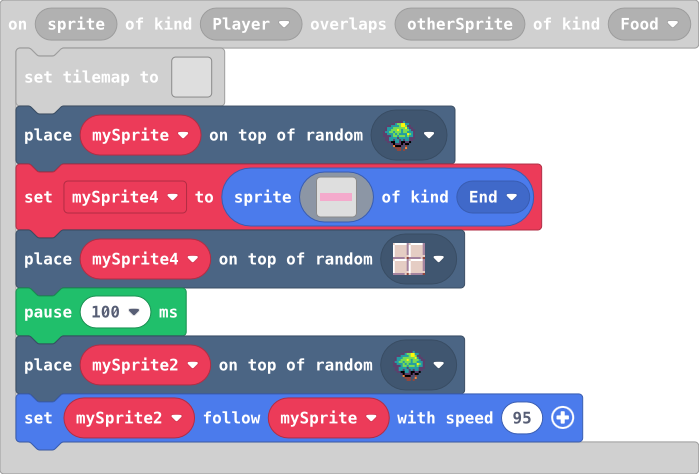 on sprite of kind Player overlaps otherSprite of kind Food
set tilemap to
place mySprite on top of random
set mySprite4 to sprite of kind End
place mySprite4 on top of random
pause 100 ms
place mySprite2 on top of random
set mySprite2 follow mySprite with speed 95